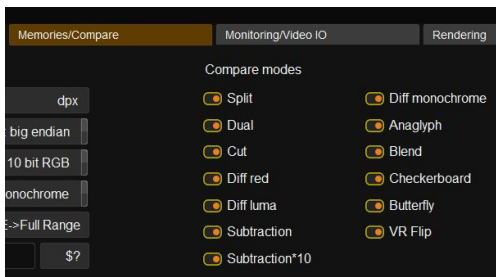 Memories/Compare
Monitoring/Video IO
Rendering
Compare modes
dpx
big endian
10 bit RGB
onochrome
E->Full Range
$?
Split
Dual
Cut
Diff red
Diff luma
Subtraction
Subtraction*10
Diff monochrome
Anaglyph
Blend
Checkerboard
Butterfly
VR Flip